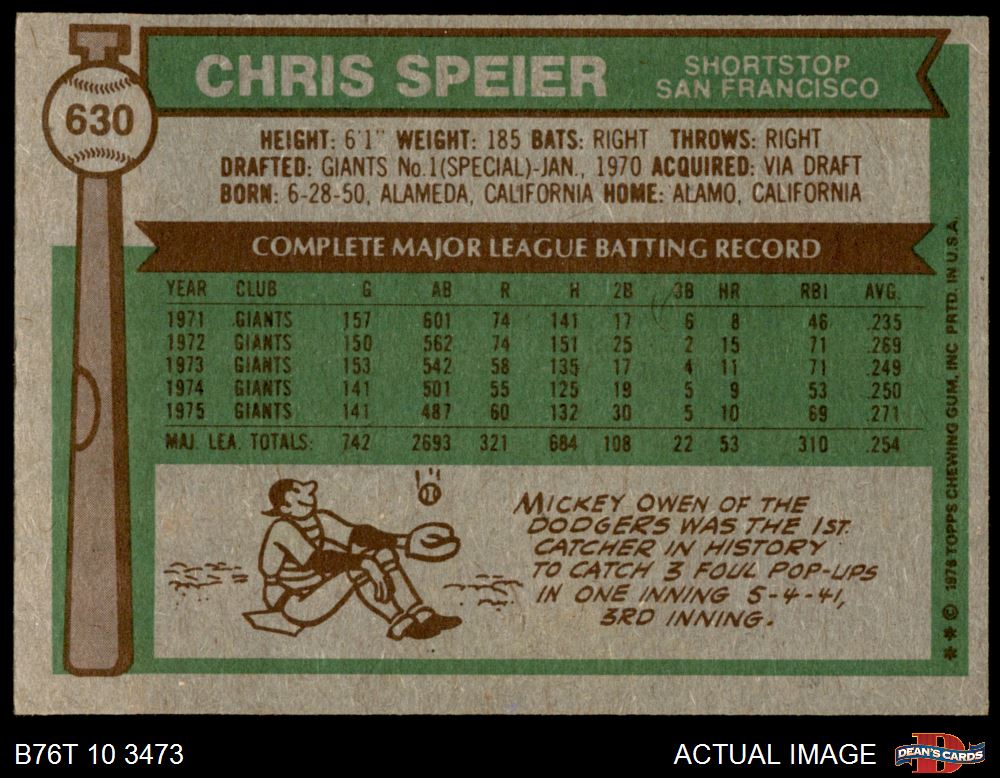 630
CHRIS SPEIER
SHORTSTOP
SAN FRANCISCO
HEIGHT: 6'1" WEIGHT: 185 BATS: RIGHT THROWS: RIGHT
DRAFTED: GIANTS No.1(SPECIAL)-JAN., 1970 ACQUIRED: VIA DRAFT
BORN: 6-28-50, ALAMEDA, CALIFORNIA HOME: ALAMO, CALIFORNIA
COMPLETE MAJOR LEAGUE BATTING RECORD
YEAR CLUB G AB R H 2B 3B HR RBI AVG.
1971 GIANTS 157 601 74 141 17 6 8 46 .235
1972 GIANTS 150 562 74 151 25 2 15 71 .269
1973 GIANTS 153 542 58 135 17 4 11 71 .249
1974 GIANTS 141 501 55 125 19 5 9 53 .250
1975 GIANTS 141 487 60 132 30 5 10 69 .271
MAJ. LEA. TOTALS: 742 2693 321 684 108 22 53 310 .254
MICKEY OWEN OF THE
DODGERS WAS THE 1ST
CATCHER IN HISTORY
TO CATCH 3 FOUL POP-UPS
IN ONE INNING 5-4-41,
3RD INNING.
** © 1976 TOPPS CHEWING GUM, INC. PRTD. IN U.S.A.
B76T 10 3473
ACTUAL IMAGE
DEAN'S CARDS